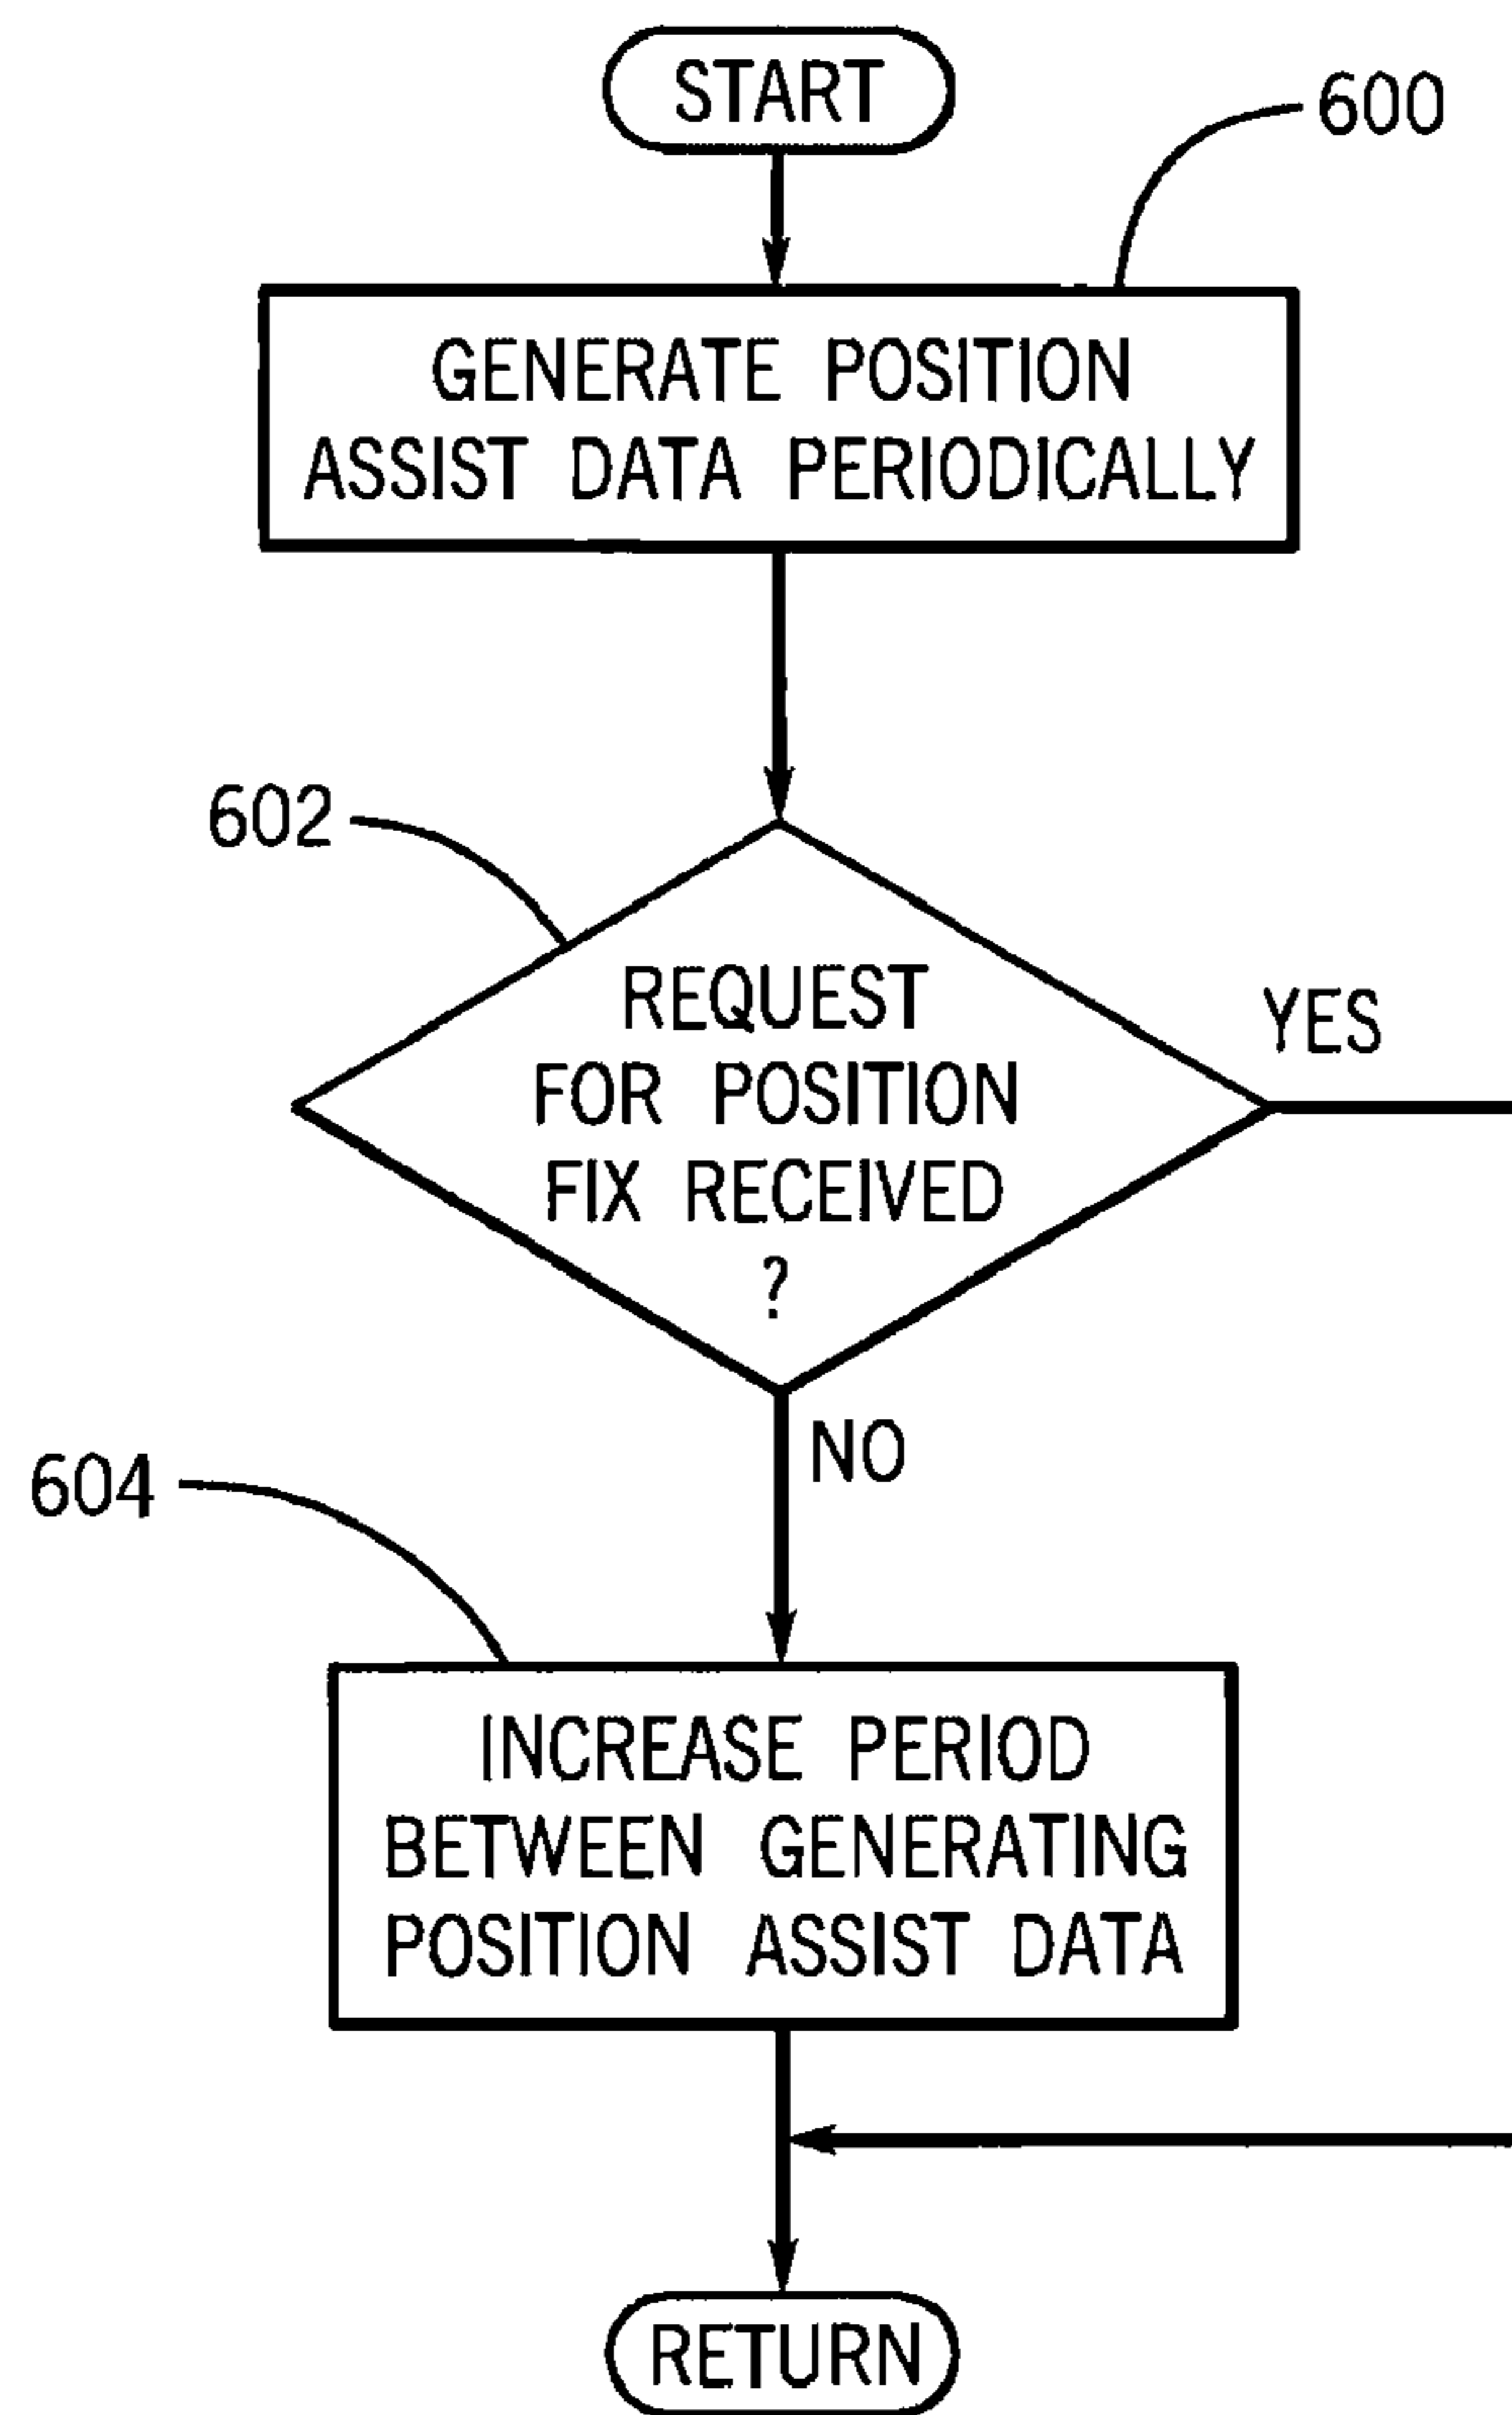 START
600
GENERATE POSITION
ASSIST DATA PERIODICALLY
602
REQUEST
FOR POSITION
FIX RECEIVED
?
YES
NO
604
INCREASE PERIOD
BETWEEN GENERATING
POSITION ASSIST DATA
RETURN